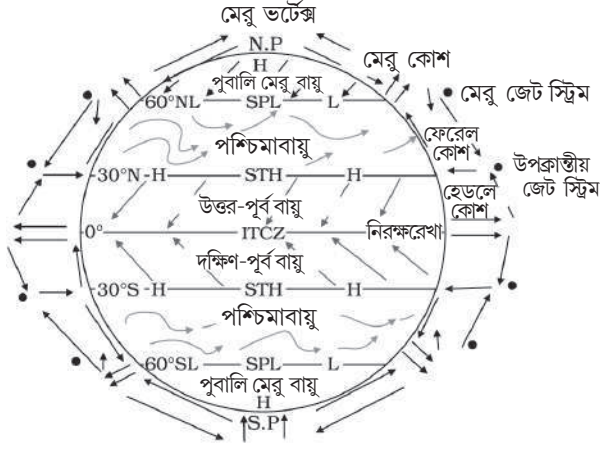 মেরু ভর্টেক্স
N.P
H
মেরু কোশ
পুবালি মেরু বায়ু
মেরু জেট স্ট্রিম
60°NL SPL L
ফেরেল
কোশ
পশ্চিমাবায়ু
উপক্রান্তীয়
জেট স্ট্রিম
30°N-H STH H
হেডলে
কোশ
উত্তর-পূর্ব বায়ু
0° ITCZ নিরক্ষরেখা
দক্ষিণ-পূর্ব বায়ু
30°S-H STH H
পশ্চিমাবায়ু
60°SL SPL L
পুবালি মেরু বায়ু
H
S.P